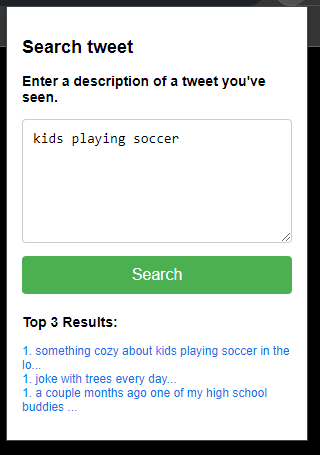 Search tweet
Enter a description of a tweet you've
seen.
kids playing soccer
Search
Top 3 Results:
1. something cozy about kids playing soccer in the
lo...
1. joke with trees every day...
1. a couple months ago one of my high school
buddies ...